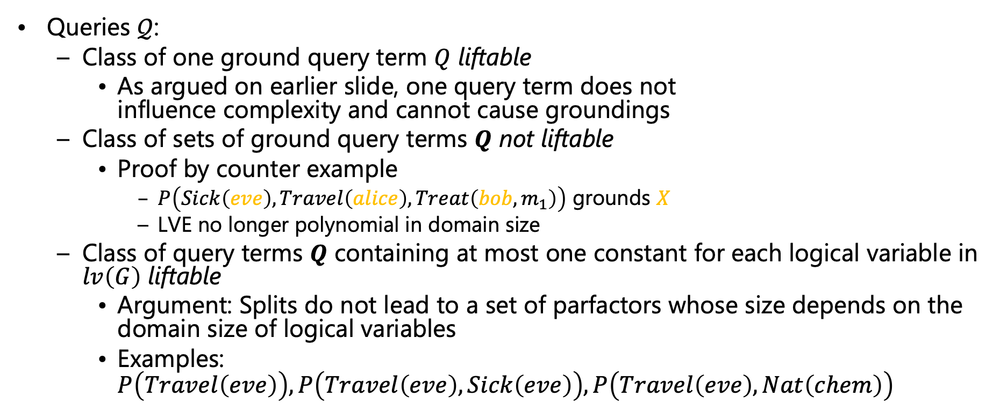 • Queries 𝒬:
– Class of one ground query term Q liftable
• As argued on earlier slide, one query term does not
influence complexity and cannot cause groundings
– Class of sets of ground query terms Q not liftable
• Proof by counter example
– P(Sick(eve), Travel(alice), Treat(bob, m₁)) grounds X
– LVE no longer polynomial in domain size
– Class of query terms Q containing at most one constant for each logical variable in
lv(G) liftable
• Argument: Splits do not lead to a set of parfactors whose size depends on the
domain size of logical variables
• Examples:
P(Travel(eve)), P(Travel(eve), Sick(eve)), P(Travel(eve), Nat(chem))